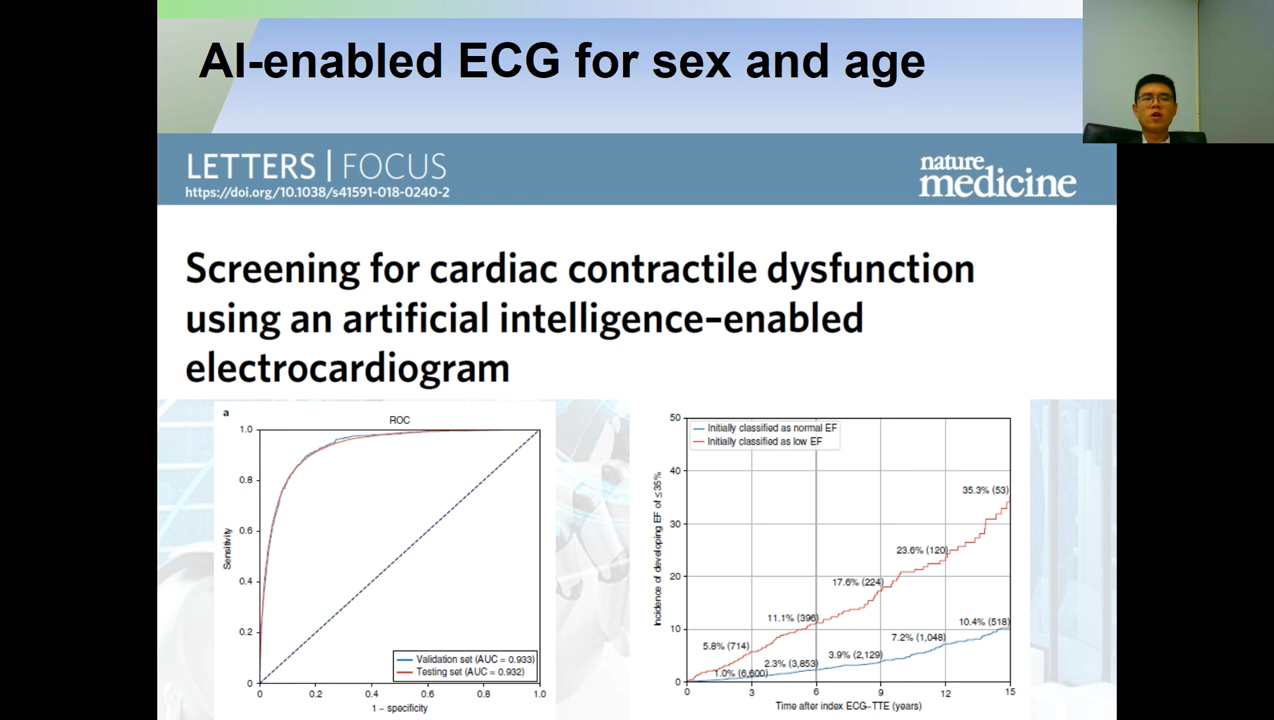 AI-enabled ECG for sex and age
LETTERS | FOCUS
https://doi.org/10.1038/s41591-018-0240-2
nature
medicine
Screening for cardiac contractile dysfunction
using an artificial intelligence-enabled
electrocardiogram
a
ROC
1.0
0.8
0.6
0.4
0.2
0
Sensitivity
Validation set (AUC = 0.933)
Testing set (AUC = 0.932)
0 0.2 0.4 0.6 0.8 1.0
1 – specificity
50
40
30
20
10
0
Incidence of developing EF of ≤35%
Initially classified as normal EF
Initially classified as low EF
35.3% (53)
23.6% (120)
17.6% (224)
11.1% (396)
5.8% (714)
10.4% (518)
7.2% (1,048)
3.9% (2,129)
2.3% (3,853)
1.0% (6,600)
0 3 6 9 12 15
Time after index ECG–TTE (years)